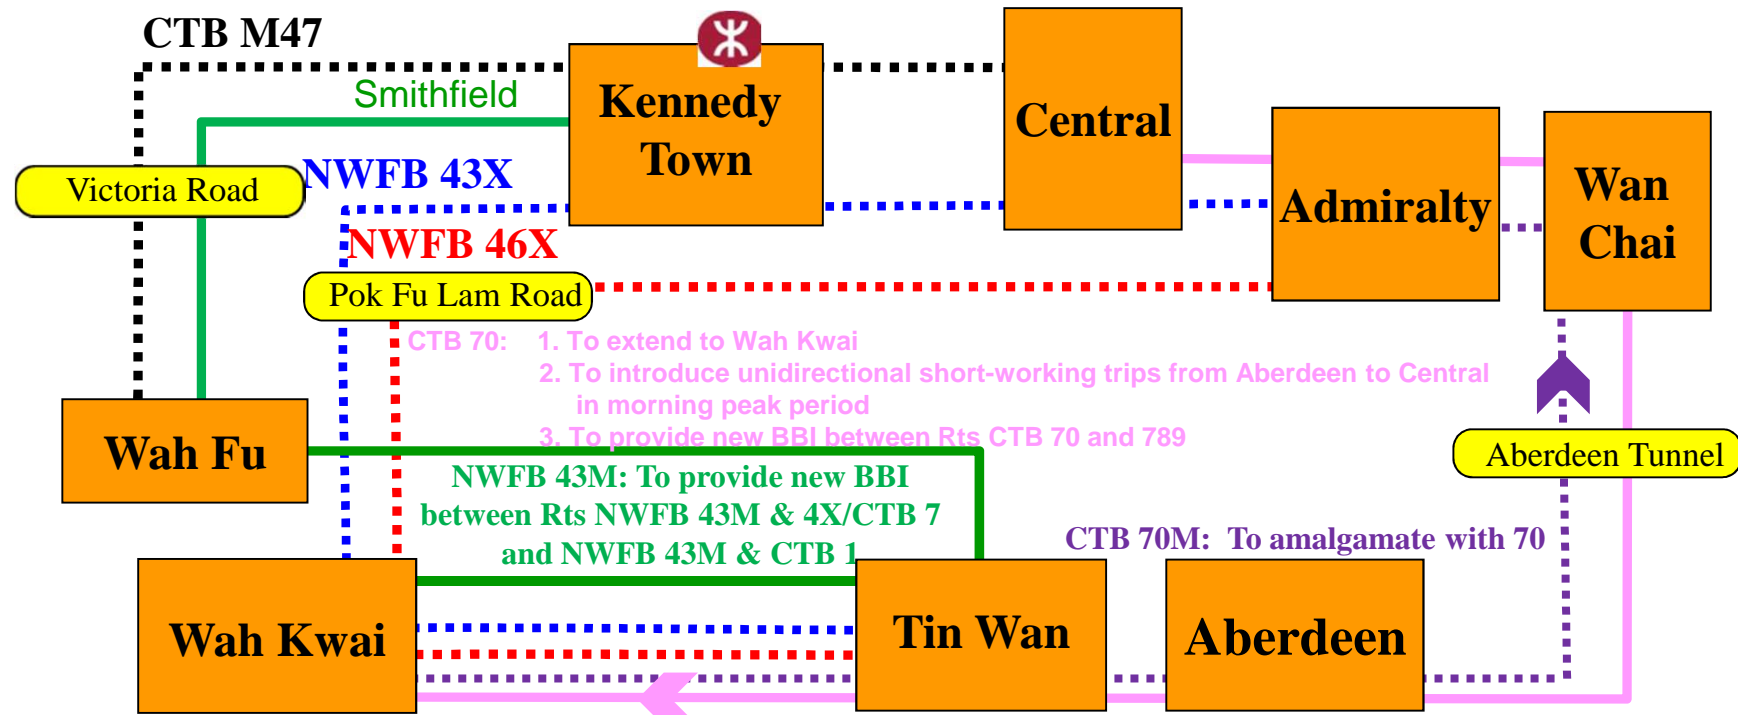 CTB M47
Smithfield
Kennedy
Town
Central
Admiralty
Wan
Chai
Victoria Road
NWFB 43X
NWFB 46X
Pok Fu Lam Road
CTB 70: 1. To extend to Wah Kwai
2. To introduce unidirectional short-working trips from Aberdeen to Central
in morning peak period
3. To provide new BBI between Rts CTB 70 and 789
Wah Fu
Aberdeen Tunnel
NWFB 43M: To provide new BBI
between Rts NWFB 43M & 4X/CTB 7
and NWFB 43M & CTB 1
CTB 70M: To amalgamate with 70
Wah Kwai
Tin Wan
Aberdeen